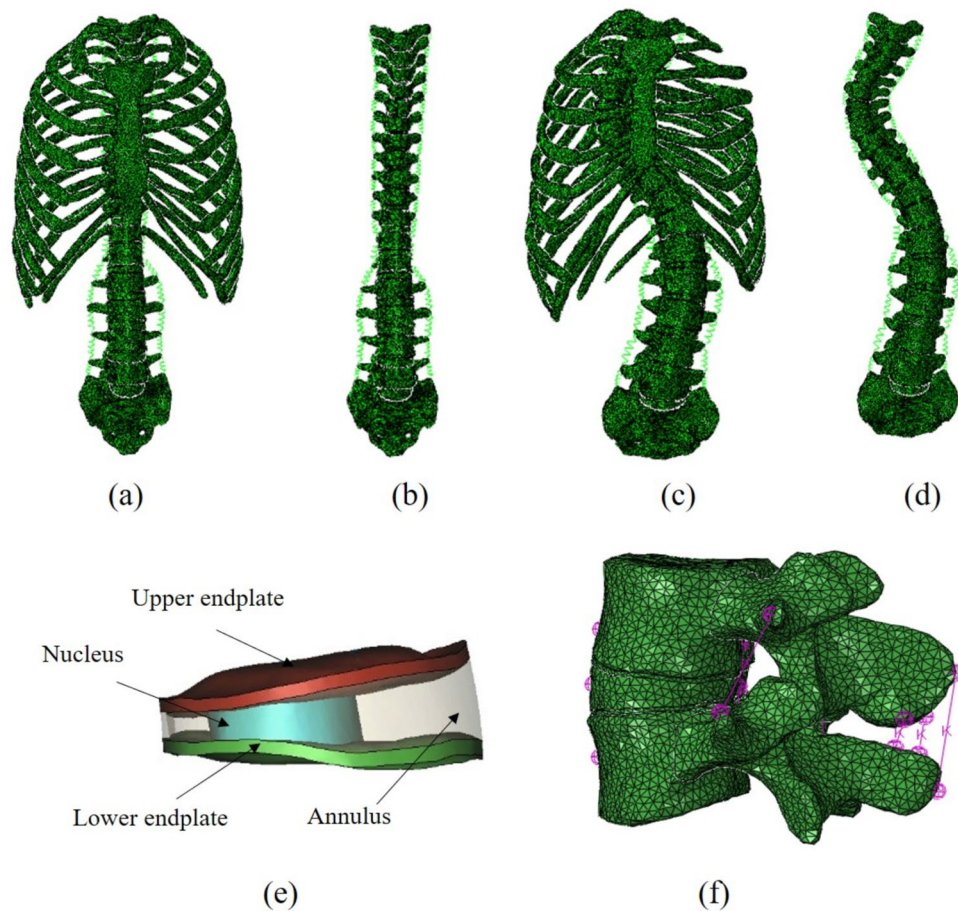 (a)
(b)
(c)
(d)
Upper endplate
Nucleus
Lower endplate
Annulus
K
K
K
(e)
(f)